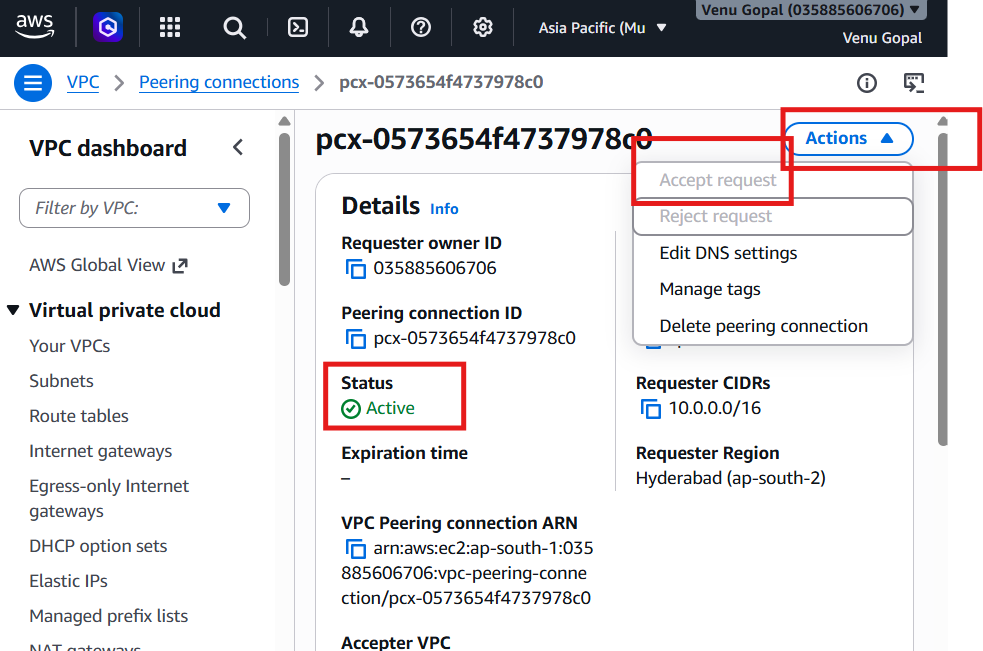 aws
Asia Pacific (Mu
Venu Gopal (035885606706)
Venu Gopal
VPC
Peering connections
pcx-0573654f4737978c0
VPC dashboard
Filter by VPC:
AWS Global View
Virtual private cloud
Your VPCs
Subnets
Route tables
Internet gateways
Egress-only Internet
gateways
DHCP option sets
Elastic IPs
Managed prefix lists
NAT gateways
pcx-0573654f4737978c0
Actions
Accept request
Reject request
Edit DNS settings
Manage tags
Delete peering connection
Details
Info
Requester owner ID
035885606706
Peering connection ID
pcx-0573654f4737978c0
Status
Active
Expiration time
–
VPC Peering connection ARN
arn:aws:ec2:ap-south-1:035
885606706:vpc-peering-conne
ction/pcx-0573654f4737978c0
Accepter VPC
Requester CIDRs
10.0.0.0/16
Requester Region
Hyderabad (ap-south-2)